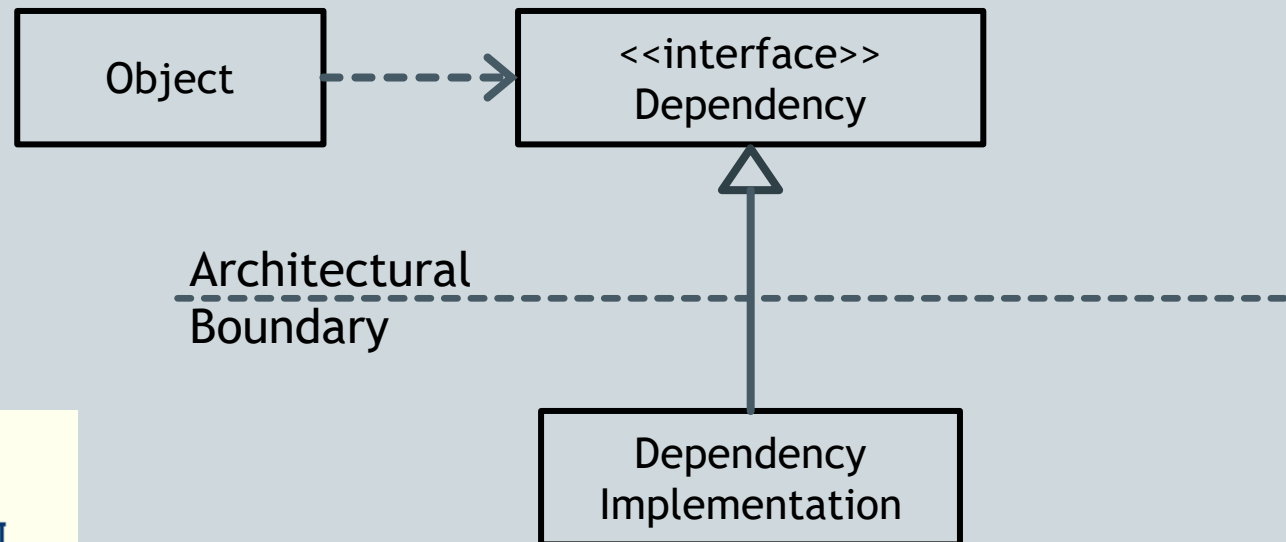 Object
<<interface>>
Dependency
Architectural
Boundary
Dependency
Implementation